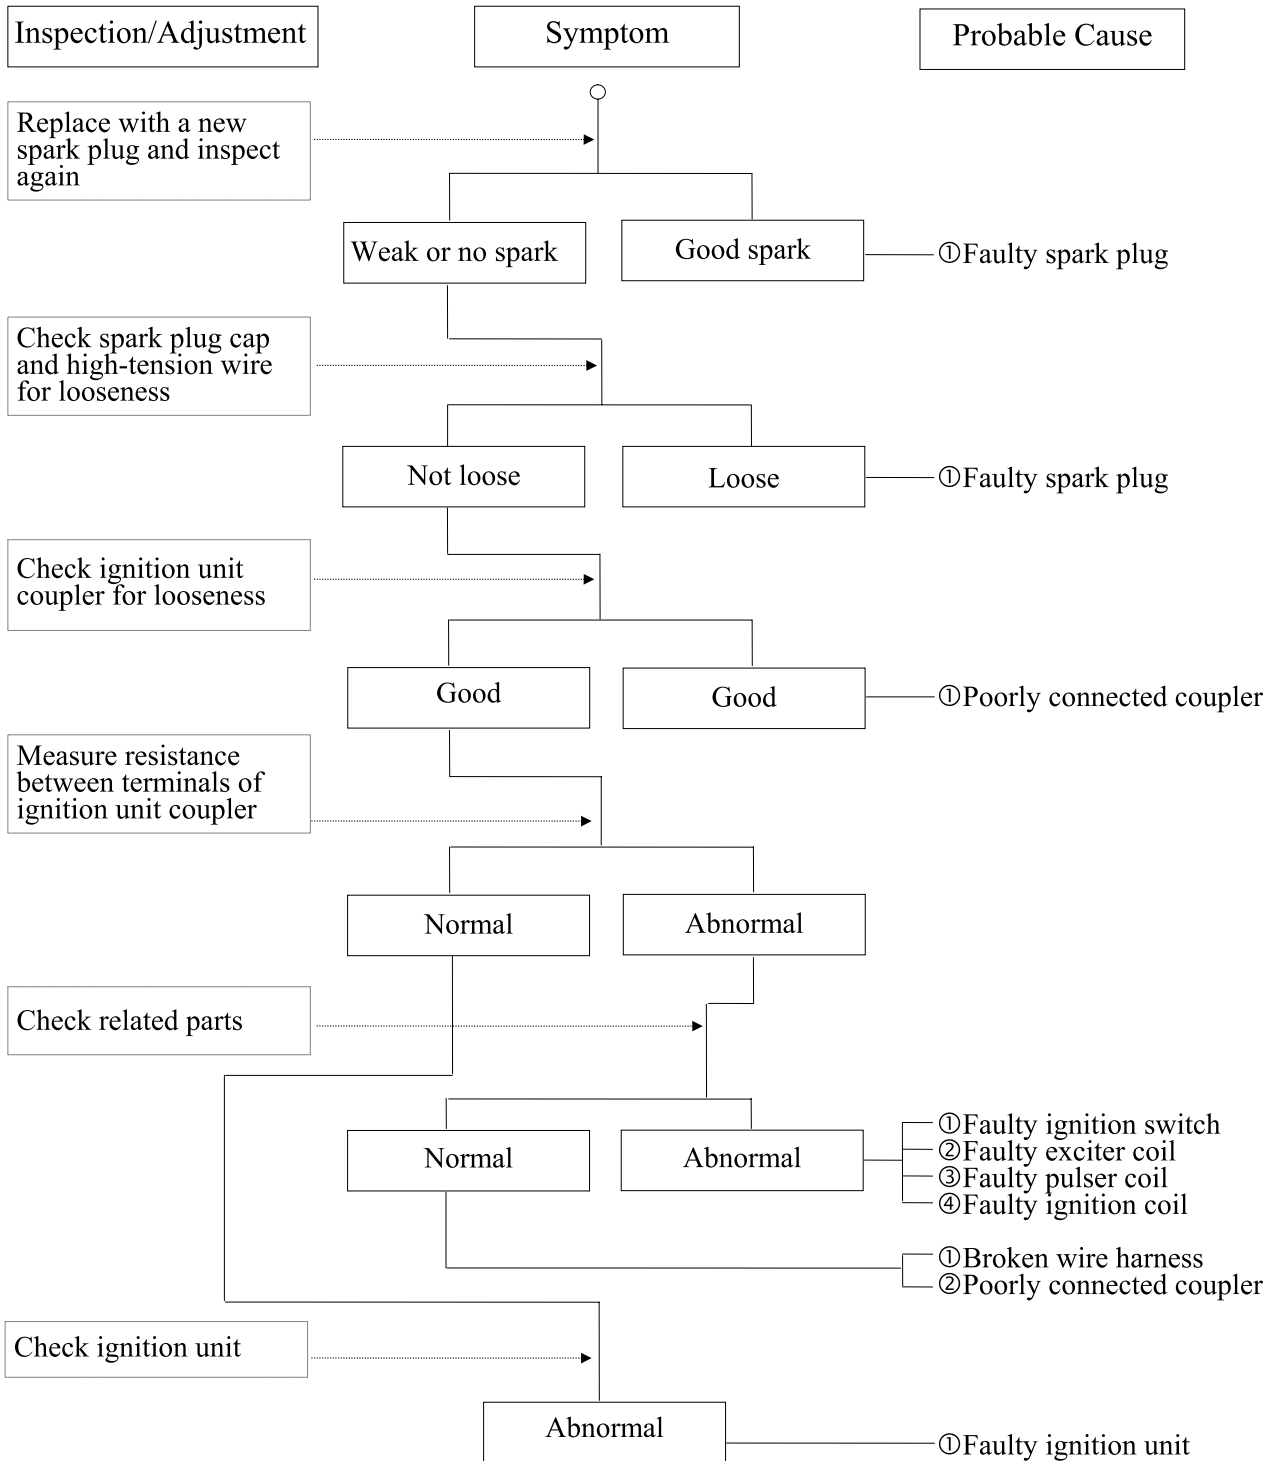 Inspection/Adjustment
Symptom
Probable Cause
Replace with a new
spark plug and inspect
again
Weak or no spark
Good spark
①Faulty spark plug
Check spark plug cap
and high-tension wire
for looseness
Not loose
Loose
①Faulty spark plug
Check ignition unit
coupler for looseness
Good
Good
①Poorly connected coupler
Measure resistance
between terminals of
ignition unit coupler
Normal
Abnormal
Check related parts
Normal
Abnormal
①Faulty ignition switch
②Faulty exciter coil
③Faulty pulser coil
④Faulty ignition coil
①Broken wire harness
②Poorly connected coupler
Check ignition unit
Abnormal
①Faulty ignition unit